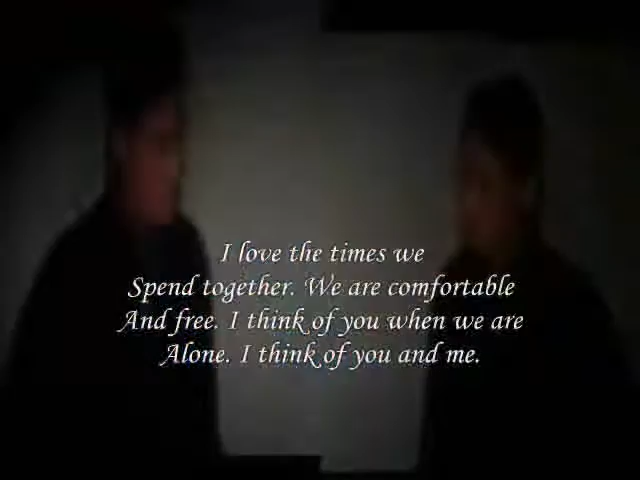 I love the times we
Spend together. We are comfortable
And free. I think of you when we are
Alone. I think of you and me.